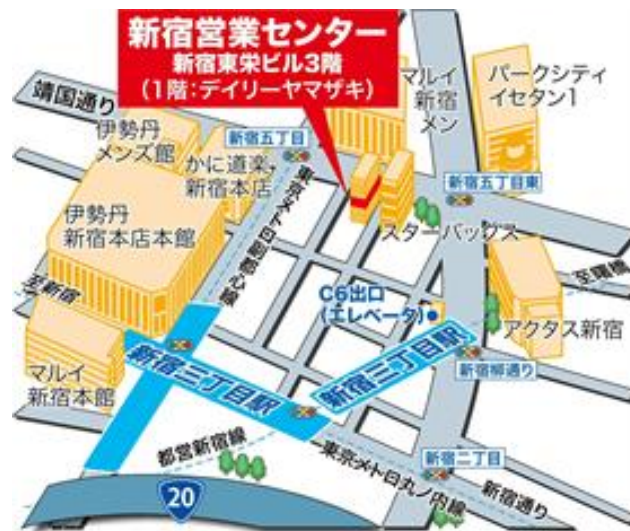 新宿営業センター
新宿東栄ビル3階
(1階:デイリーヤマザキ)
マルイ
新宿
メン
パークシティ
イセタン1
靖国通り
伊勢丹
メンズ館
新宿五丁目
かに道楽
新宿本店
新宿五丁目東
伊勢丹
新宿本店本館
東京メトロ副都心線
スターバックス
至曙橋
至新宿
C6出口
(エレベータ)
アクタス新宿
マルイ
新宿本館
新宿三丁目駅
新宿三丁目駅
新宿柳通り
都営新宿線
東京メトロ丸ノ内線
新宿二丁目
新宿通り
20